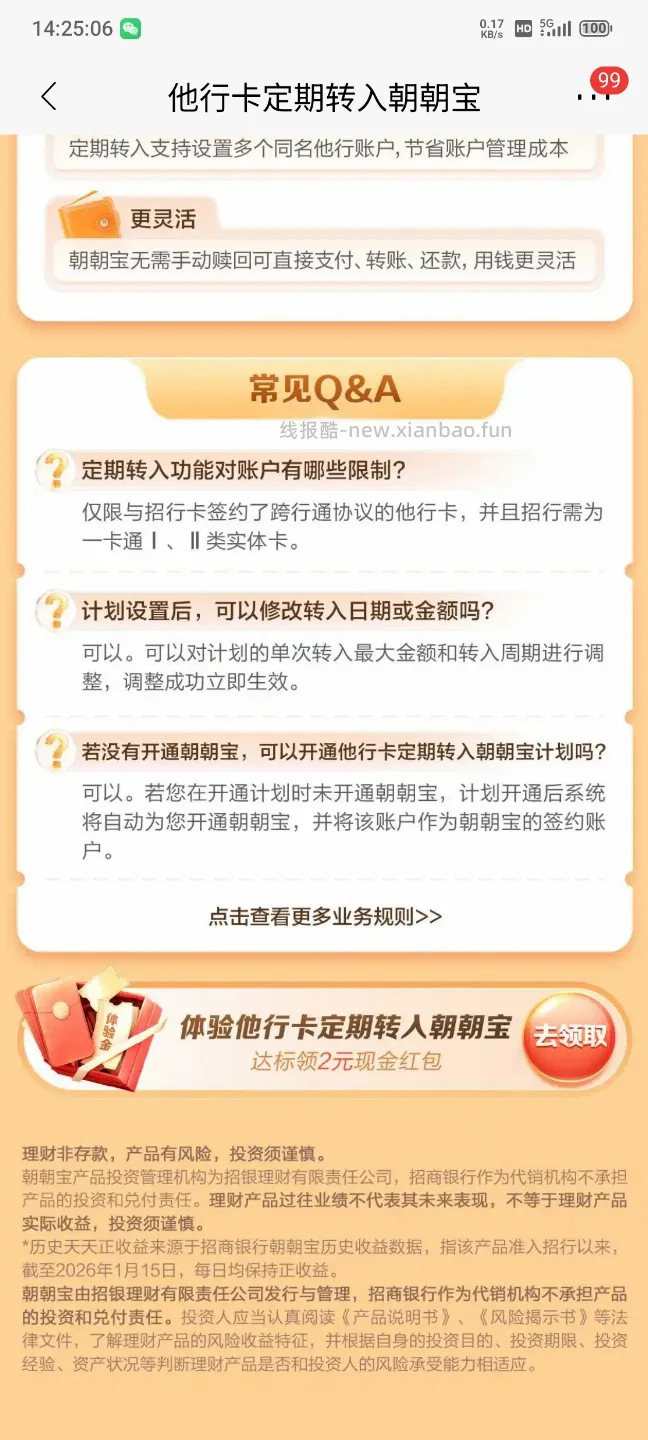 14:25:06
0.17 KB/s HD 5G 100
他行卡定期转入朝朝宝
99
定期转入支持设置多个同名他行账户，节省账户管理成本
更灵活
朝朝宝无需手动赎回可直接支付、转账、还款，用钱更灵活
常见Q&A
线报酷-new.xianbao.fun
定期转入功能对账户有哪些限制？
仅限与招行卡签约了跨行通协议的他行卡，并且招行需为
一卡通Ⅰ、Ⅱ类实体卡。
计划设置后，可以修改转入日期或金额吗？
可以。可以对计划的单次转入最大金额和转入周期进行调
整，调整成功立即生效。
若没有开通朝朝宝，可以开通他行卡定期转入朝朝宝计划吗？
可以。若您在开通计划时未开通朝朝宝，计划开通后系统
将自动为您开通朝朝宝，并将该账户作为朝朝宝的签约账
户。
点击查看更多业务规则>>
体验金
体验他行卡定期转入朝朝宝
达标领2元现金红包
去领取
理财非存款，产品有风险，投资须谨慎。
朝朝宝产品投资管理机构为招银理财有限责任公司，招商银行作为代销机构不承担
产品的投资和兑付责任。理财产品过往业绩不代表其未来表现，不等于理财产品
实际收益，投资须谨慎。
*历史天天正收益来源于招商银行朝朝宝历史收益数据，指该产品准入招行以来，
截至2026年1月15日，每日均保持正收益。
朝朝宝由招银理财有限责任公司发行与管理，招商银行作为代销机构不承担产品
的投资和兑付责任。投资人应当认真阅读《产品说明书》、《风险揭示书》等法
律文件，了解理财产品的风险收益特征，并根据自身的投资目的、投资期限、投资
经验、资产状况等判断理财产品是否和投资人的风险承受能力相适应。